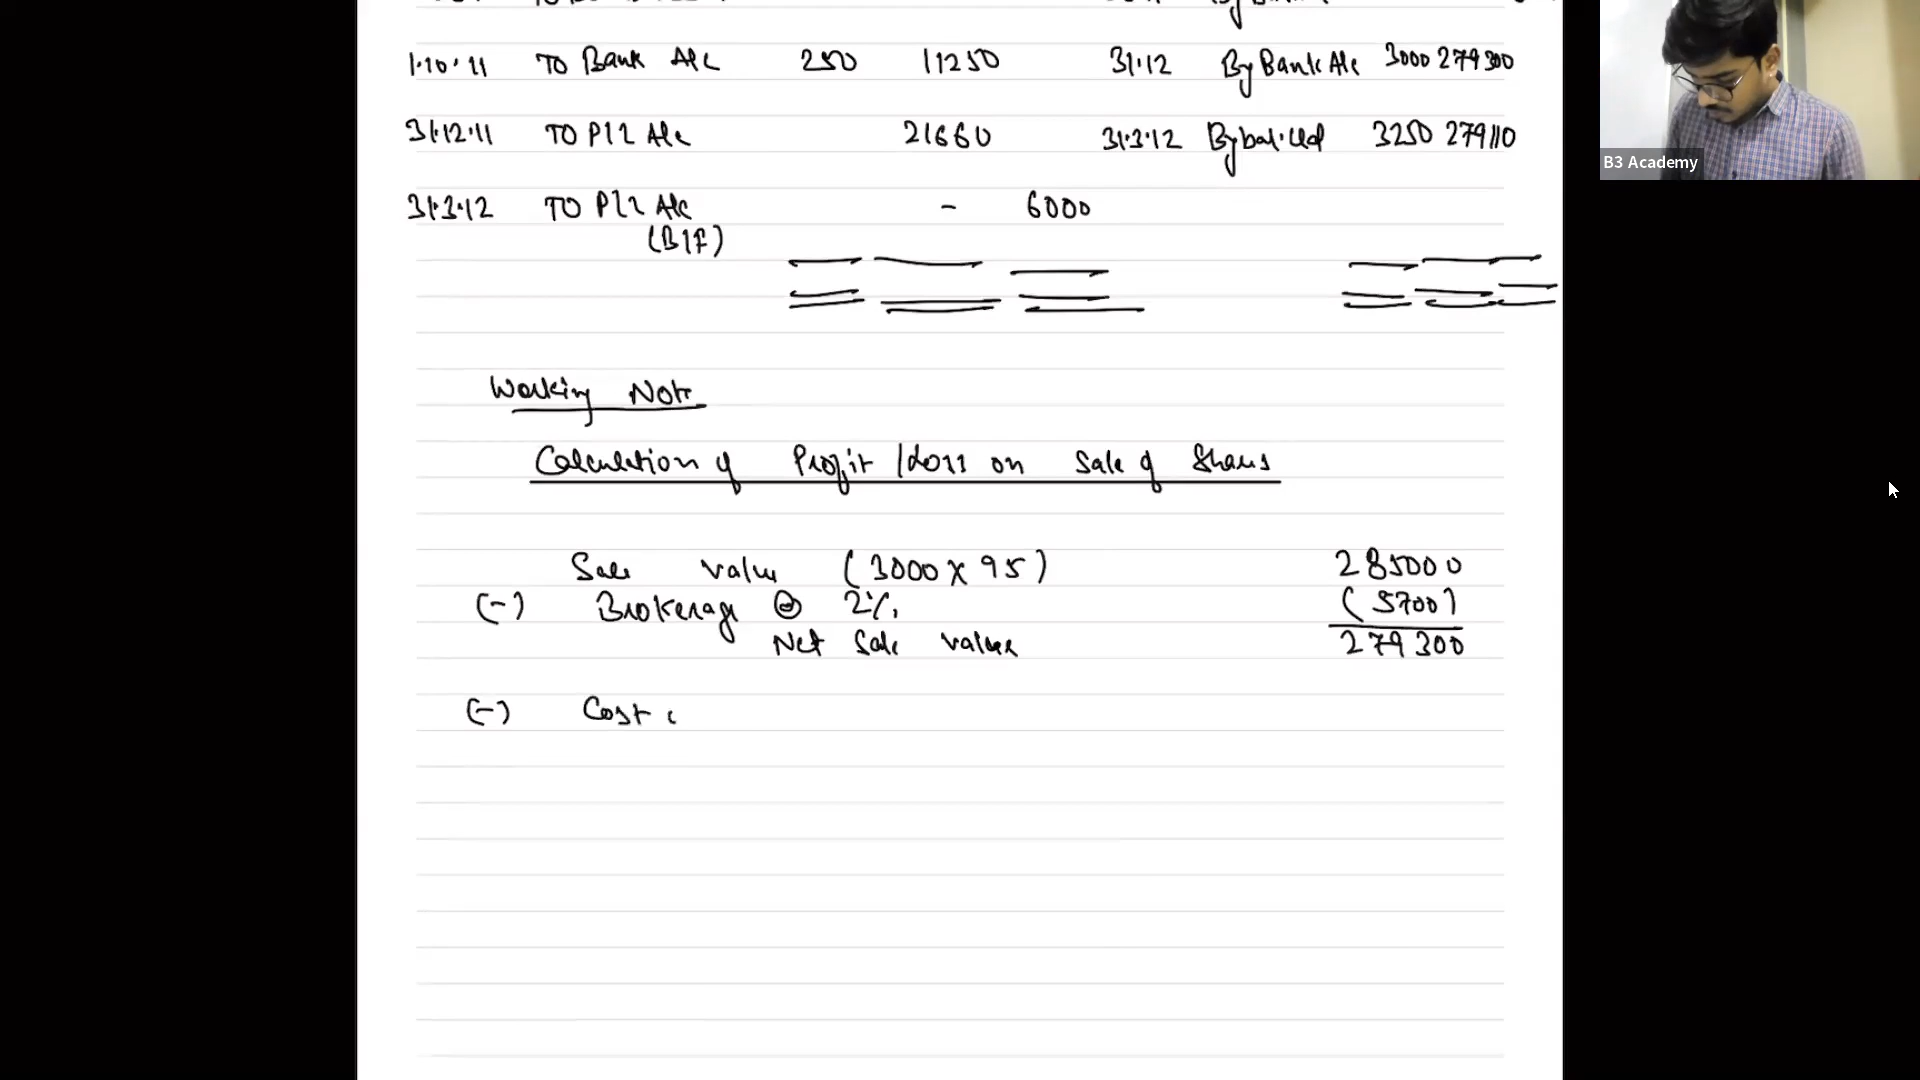 1.10.11 To Bank A/c 250 11250 31.12 By Bank A/c 3000 279300
31.12.11 To P/L A/c 21660 31.3.12 By bal. c/d 3250 279110
31.3.12 To P/L A/c - 6000
(B/F)
Working Note
Calculation of Profit / Loss on Sale of Shares
Sale value (3000 x 95) 285000
(-) Brokerage @ 2% (5700)
Net Sale value 279300
(-) Cost
B3 Academy